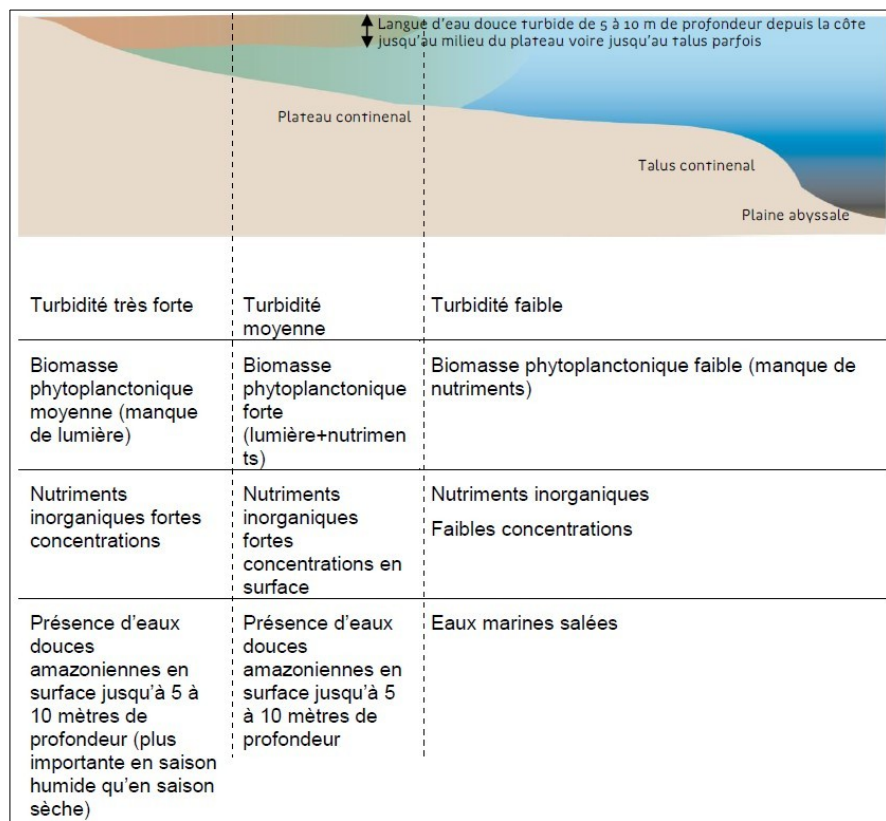 Langue d'eau douce turbide de 5 à 10 m de profondeur depuis la côte
jusqu'au milieu du plateau voire jusqu'au talus parfois
Plateau continenal
Talus continenal
Plaine abyssale
Turbidité très forte
Turbidité
moyenne
Turbidité faible
Biomasse
phytoplanctonique
moyenne (manque
de lumière)
Biomasse
phytoplanctonique
forte
(lumière+nutrimen
ts)
Biomasse phytoplanctonique faible (manque de
nutriments)
Nutriments
inorganiques fortes
concentrations
Nutriments
inorganiques
fortes
concentrations en
surface
Nutriments inorganiques
Faibles concentrations
Présence d'eaux
douces
amazoniennes en
surface jusqu'à 5 à
10 mètres de
profondeur (plus
importante en saison
humide qu'en saison
sèche)
Présence d'eaux
douces
amazoniennes en
surface jusqu'à 5
à 10 mètres de
profondeur
Eaux marines salées